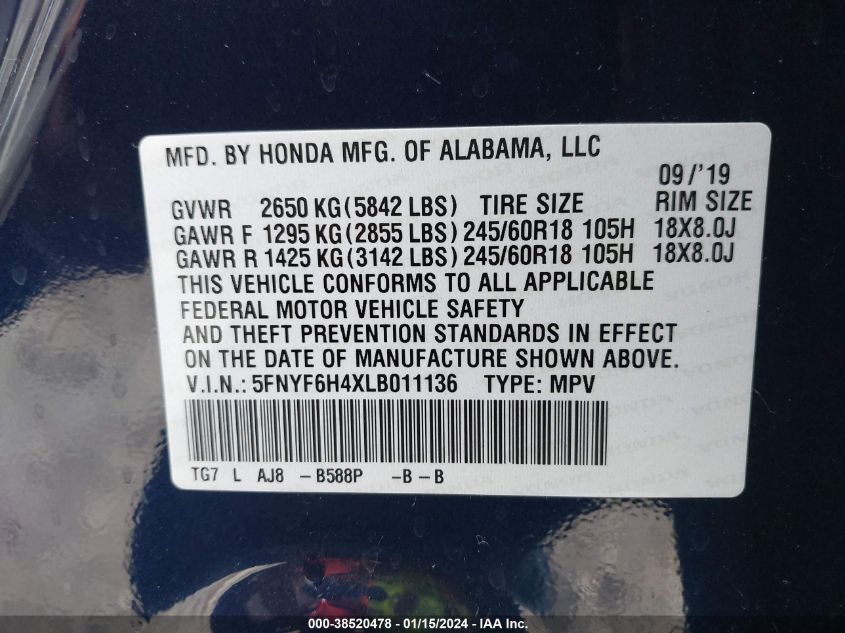 MFD. BY HONDA MFG. OF ALABAMA, LLC
09/'19
GVWR 2650 KG(5842 LBS) TIRE SIZE RIM SIZE
GAWR F 1295 KG(2855 LBS) 245/60R18 105H 18X8.0J
GAWR R 1425 KG(3142 LBS) 245/60R18 105H 18X8.0J
THIS VEHICLE CONFORMS TO ALL APPLICABLE
FEDERAL MOTOR VEHICLE SAFETY
AND THEFT PREVENTION STANDARDS IN EFFECT
ON THE DATE OF MANUFACTURE SHOWN ABOVE.
V.I.N.: 5FNYF6H4XLB011136 TYPE: MPV
TG7 L AJ8 -B588P -B-B
000-38520478 - 01/15/2024 - IAAI.COM